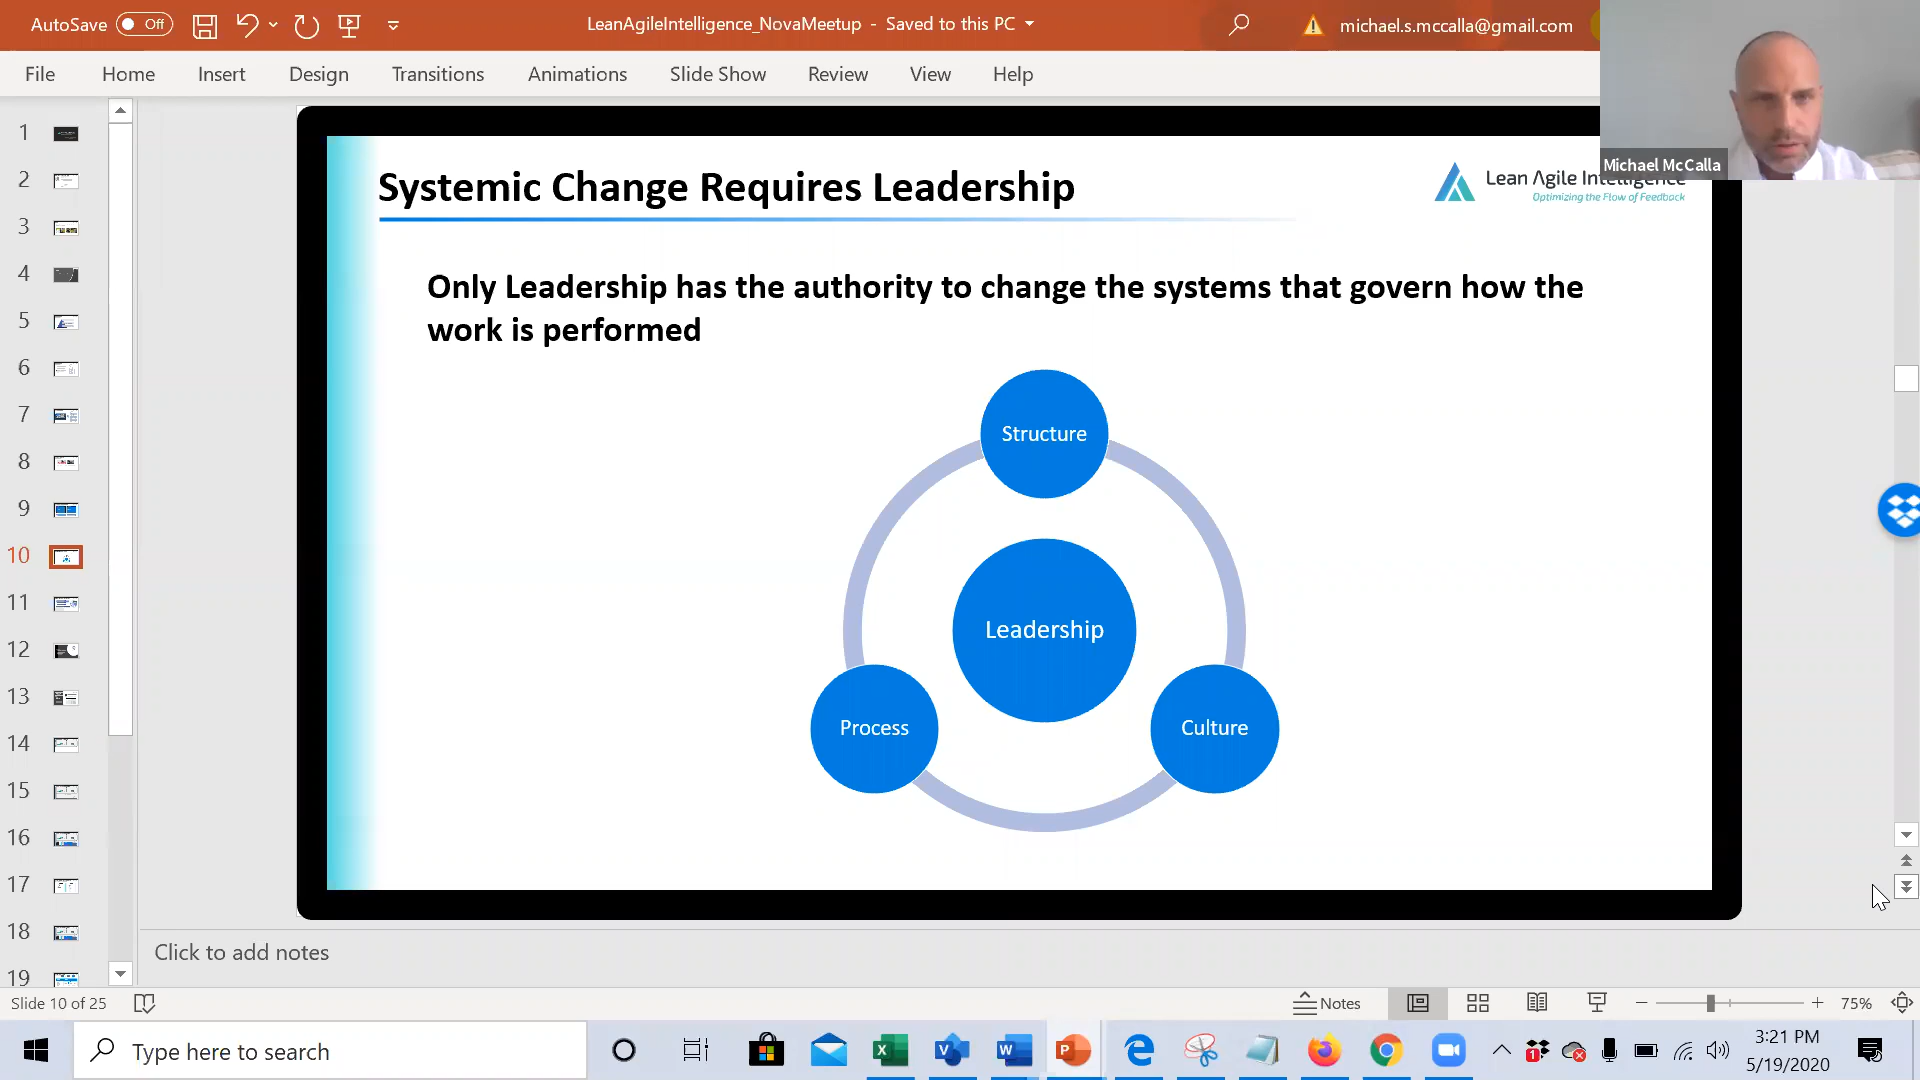 AutoSave Off
LeanAgileIntelligence_NovaMeetup - Saved to this PC
michael.s.mccalla@gmail.com
File Home Insert Design Transitions Animations Slide Show Review View Help
Michael McCalla
1
2
3
4
5
6
7
8
9
10
11
12
13
14
15
16
17
18
19
Systemic Change Requires Leadership
Lean Agile Intelligence
Optimizing the Flow of Feedback
Only Leadership has the authority to change the systems that govern how the
work is performed
Structure
Leadership
Process
Culture
Click to add notes
Slide 10 of 25
Notes
75%
Type here to search
3:21 PM
5/19/2020